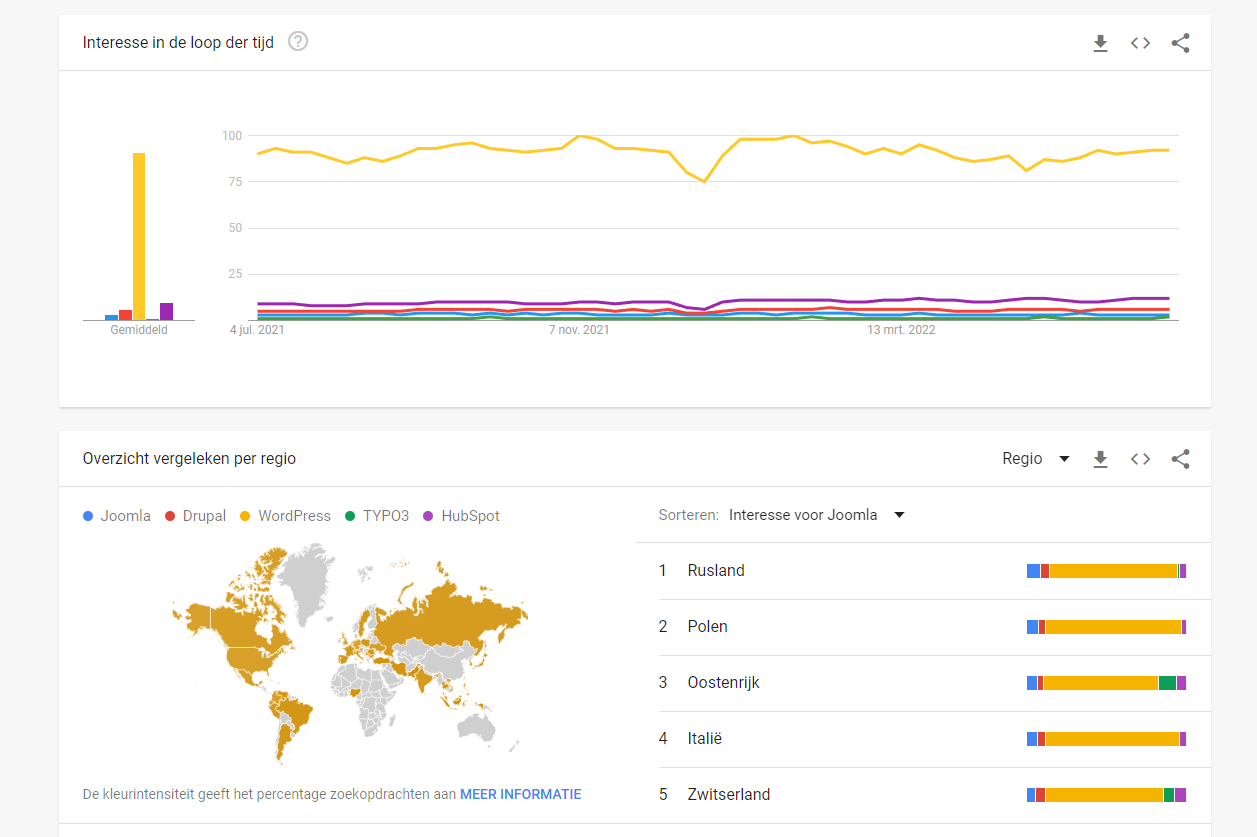 Interesse in de loop der tijd ?
100
75
50
25
Gemiddeld 4 jul. 2021 7 nov. 2021 13 mrt. 2022
Overzicht vergeleken per regio Regio
Joomla Drupal WordPress TYPO3 HubSpot Sorteren: Interesse voor Joomla
1 Rusland
2 Polen
3 Oostenrijk
4 Italië
5 Zwitserland
De kleurintensiteit geeft het percentage zoekopdrachten aan MEER INFORMATIE